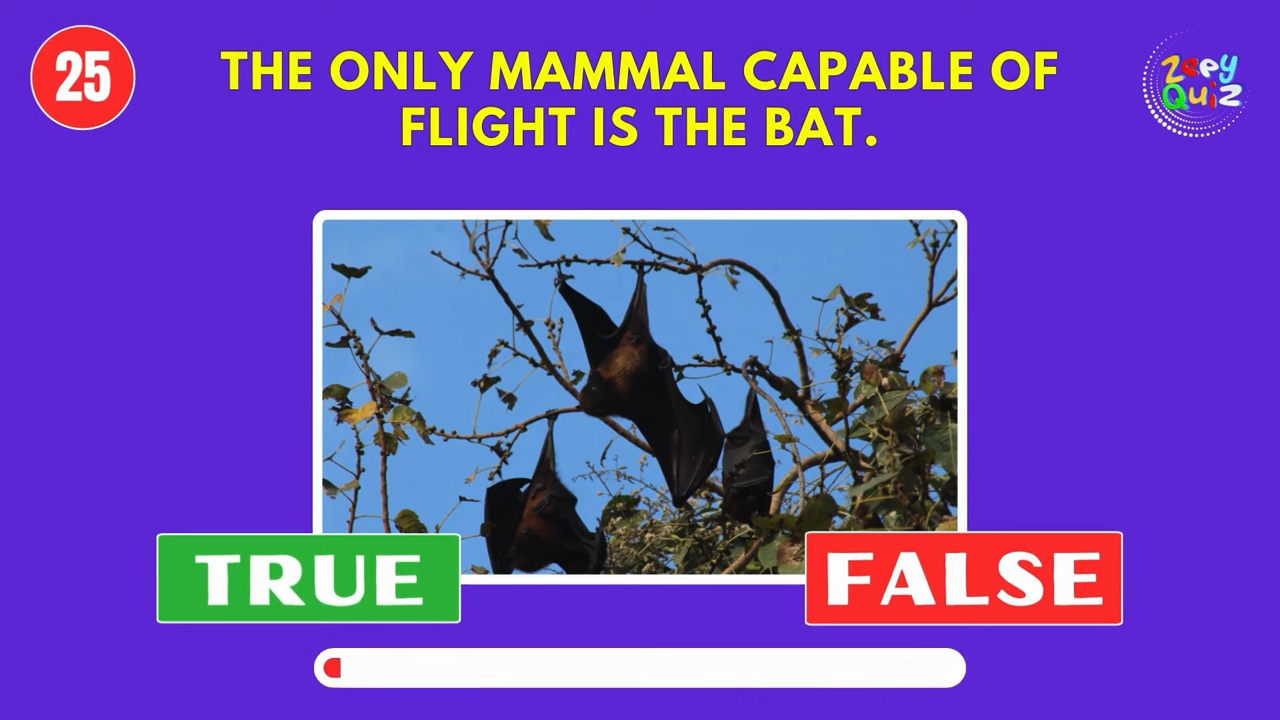 25
THE ONLY MAMMAL CAPABLE OF
FLIGHT IS THE BAT.
Zeey
Quiz
TRUE
FALSE